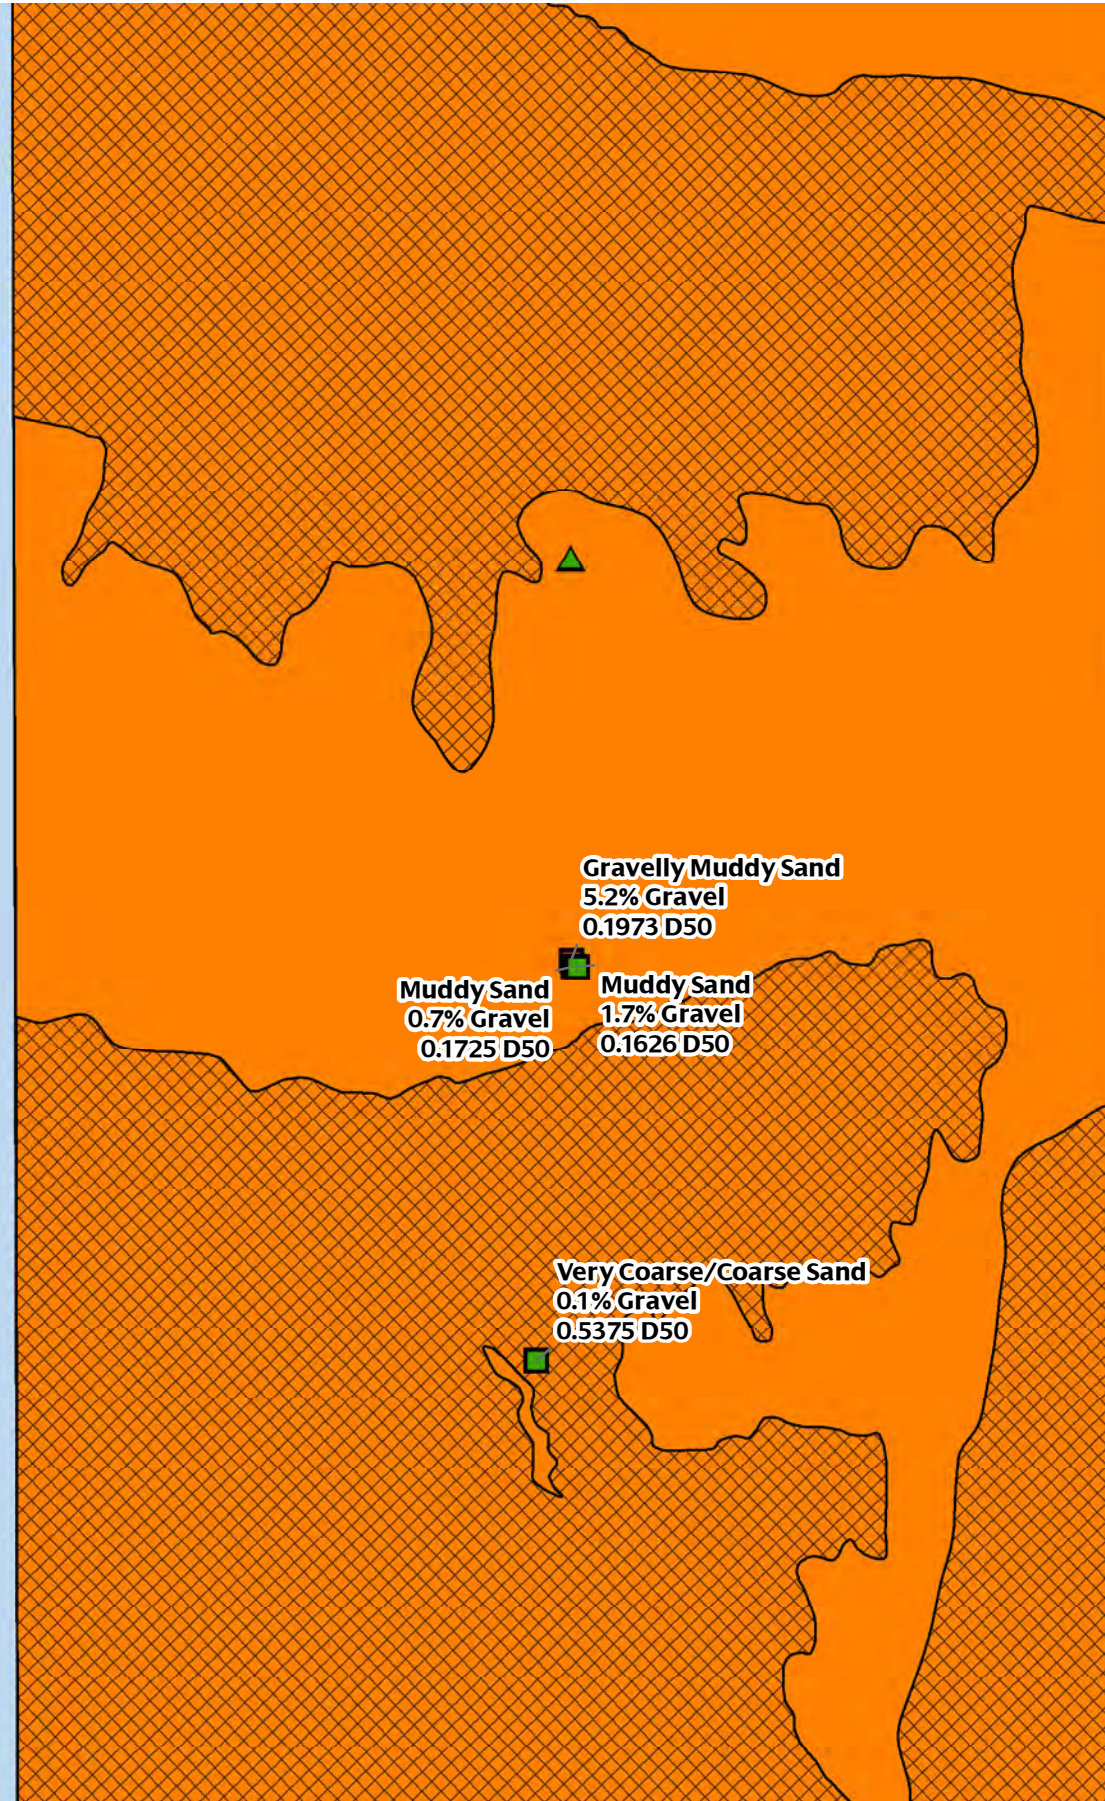 Gravelly Muddy Sand
5.2% Gravel
0.1973 D50
Muddy Sand
0.7% Gravel
0.1725 D50
Muddy Sand
1.7% Gravel
0.1626 D50
Very Coarse/Coarse Sand
0.1% Gravel
0.5375 D50